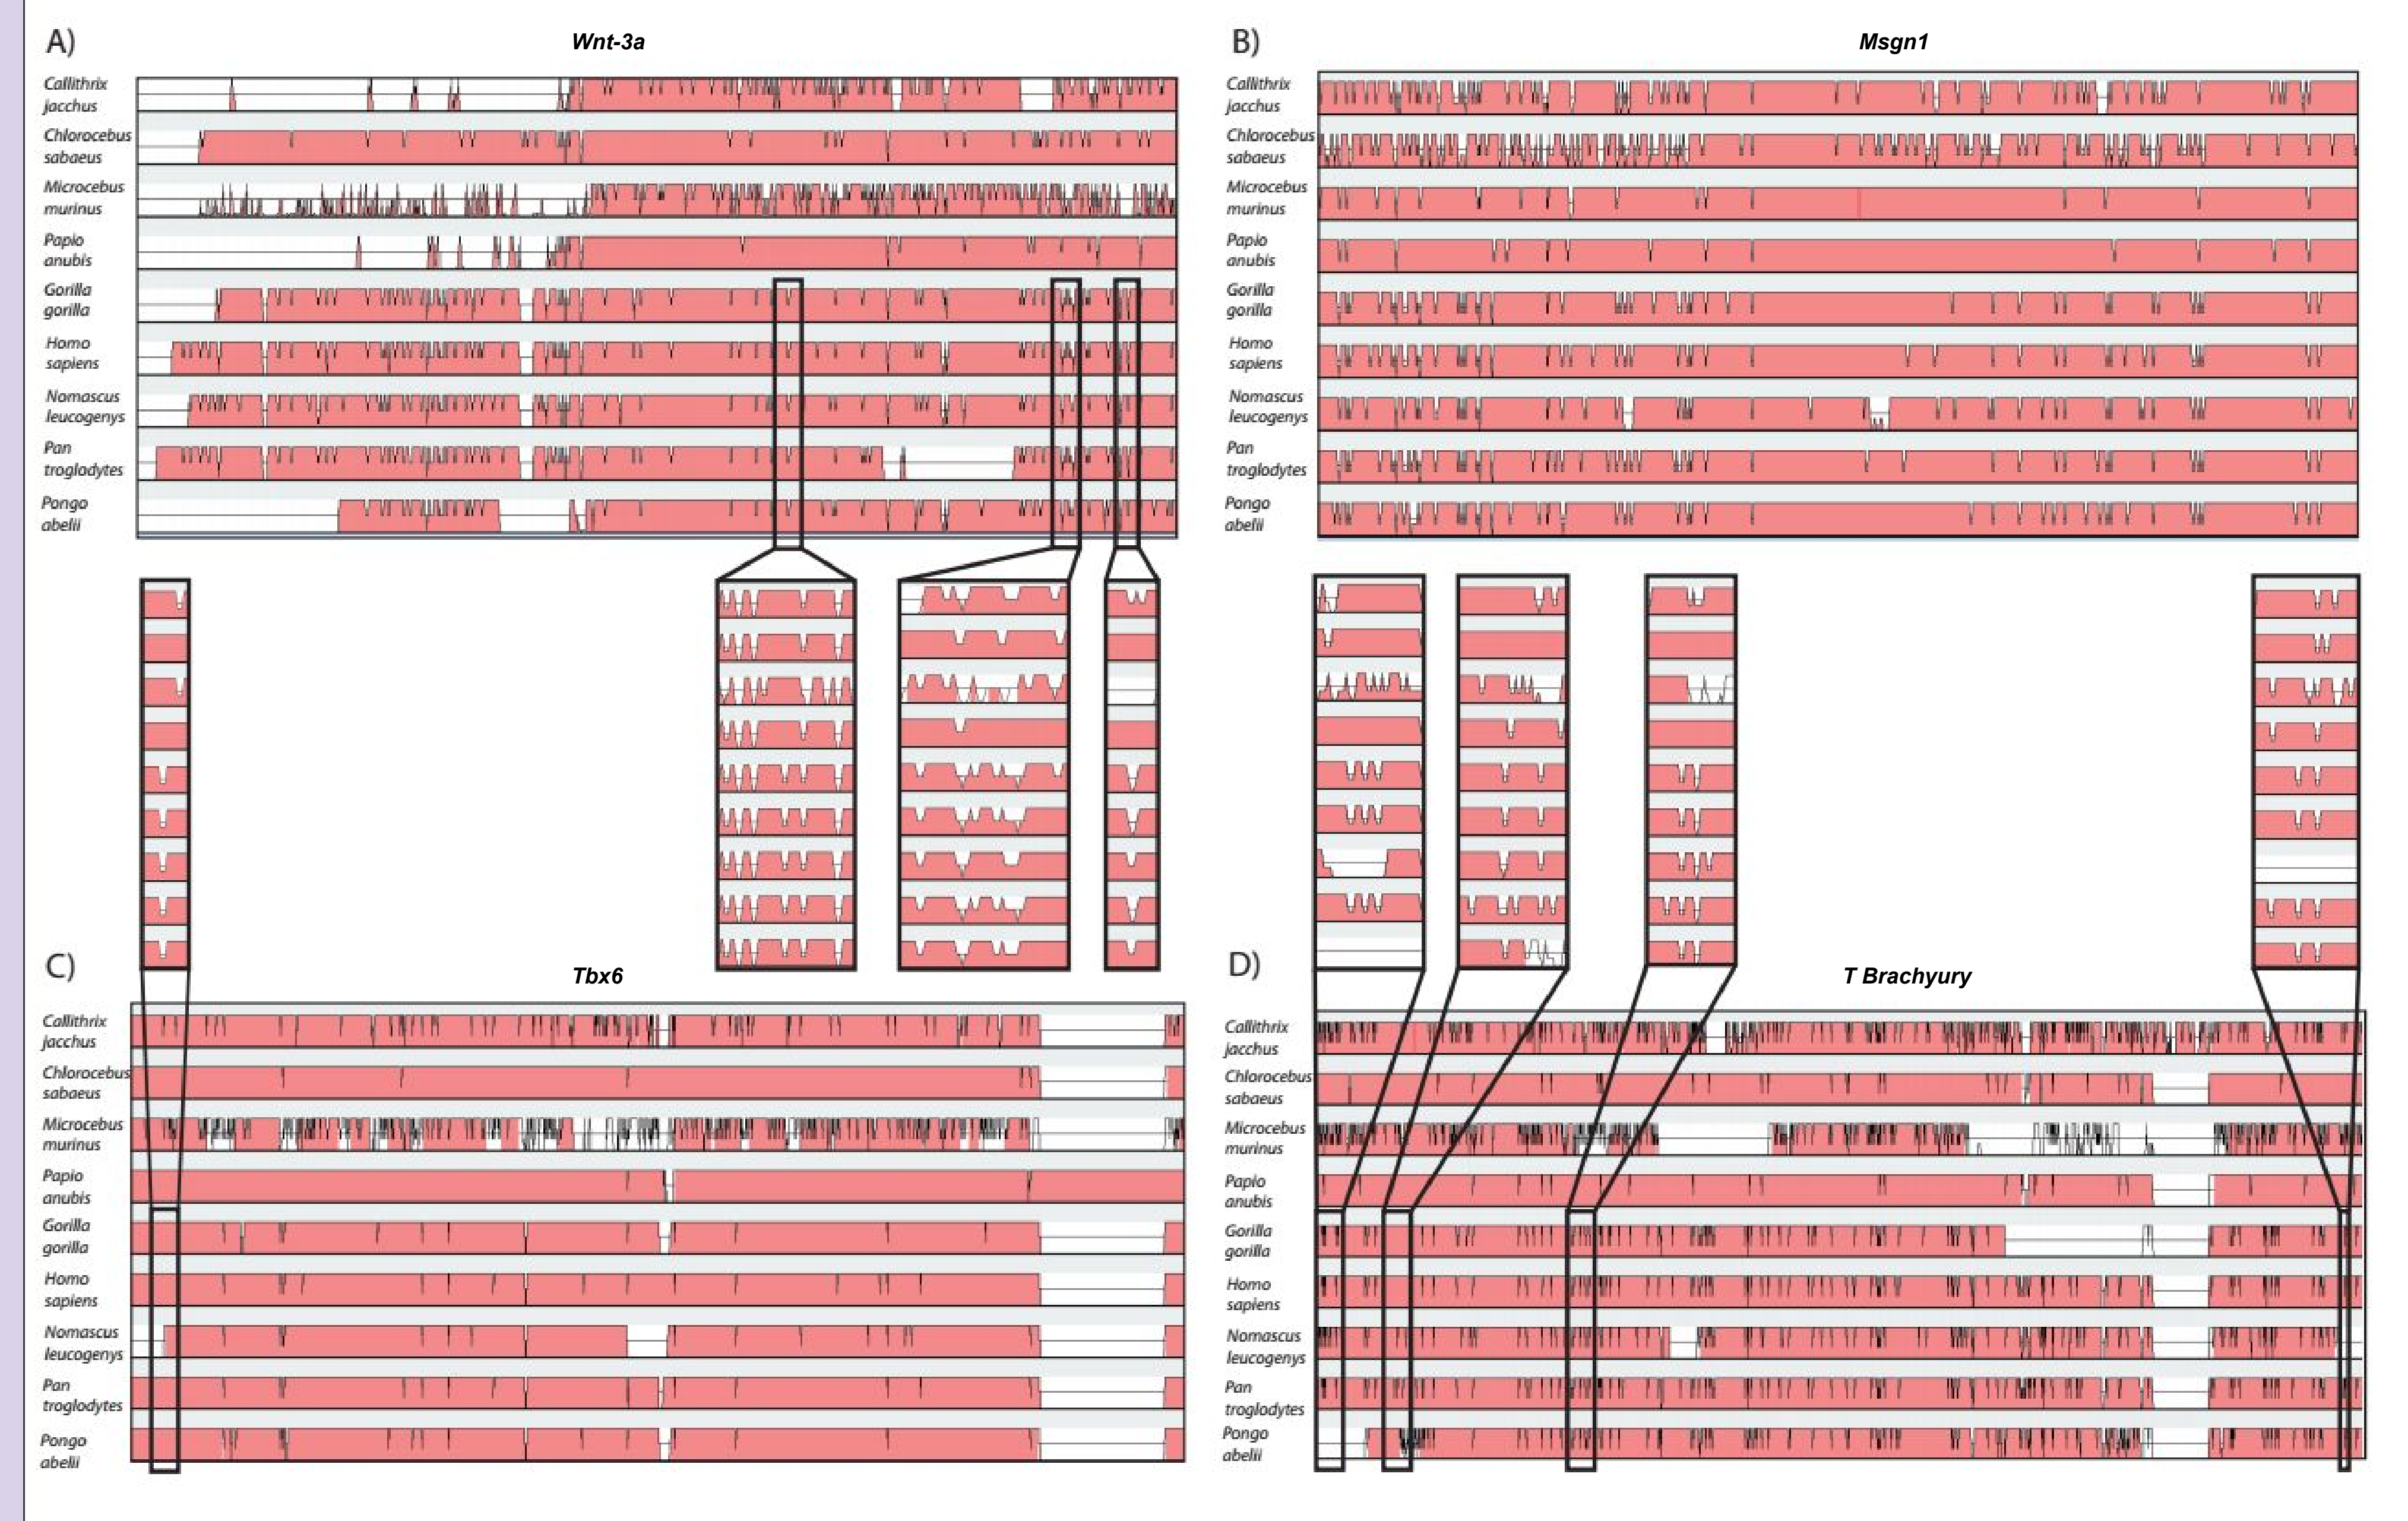 A)
Wnt-3a
Callithrix
jacchus
Chlorocebus
sabaeus
Microcebus
murinus
Papio
anubis
Gorilla
gorilla
Homo
sapiens
Nomascus
leucogenys
Pan
troglodytes
Pongo
abelii
B)
Msgn1
Callithrix
jacchus
Chlorocebus
sabaeus
Microcebus
murinus
Papio
anubis
Gorilla
gorilla
Homo
sapiens
Nomascus
leucogenys
Pan
troglodytes
Pongo
abelii
C)
Tbx6
Callithrix
jacchus
Chlorocebus
sabaeus
Microcebus
murinus
Papio
anubis
Gorilla
gorilla
Homo
sapiens
Nomascus
leucogenys
Pan
troglodytes
Pongo
abelii
D)
T Brachyury
Callithrix
jacchus
Chlorocebus
sabaeus
Microcebus
murinus
Papio
anubis
Gorilla
gorilla
Homo
sapiens
Nomascus
leucogenys
Pan
troglodytes
Pongo
abelii